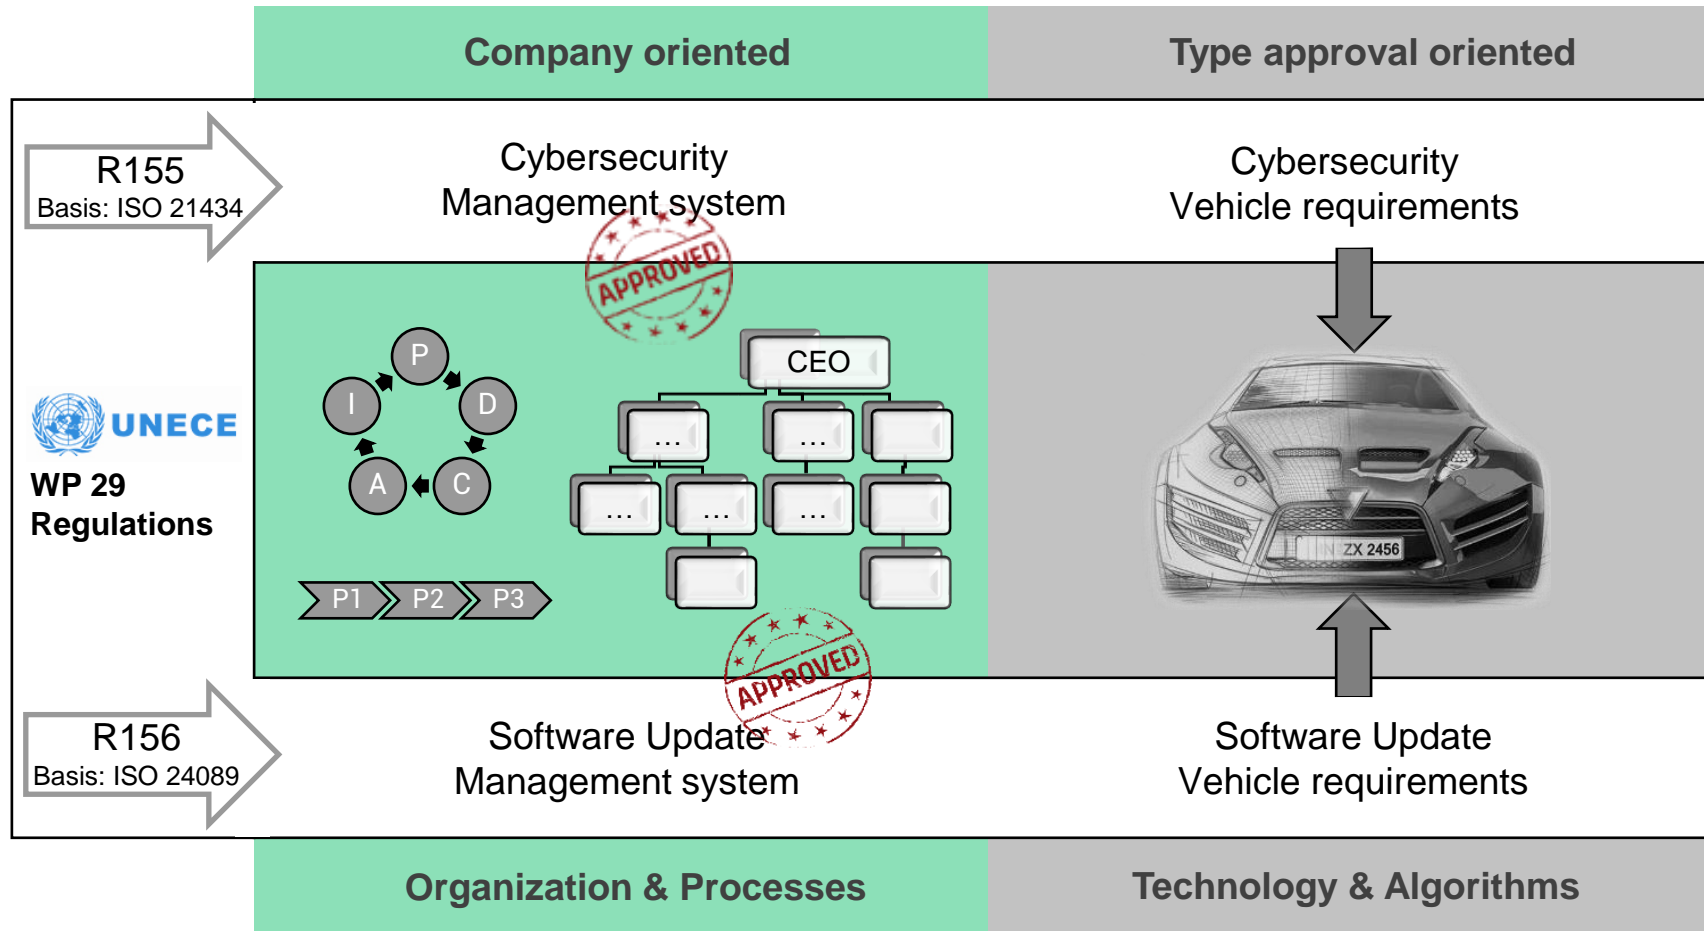 Company oriented
Type approval oriented
R155
Basis: ISO 21434
Cybersecurity
Management system
Cybersecurity
Vehicle requirements
APPROVED
UNECE
WP 29
Regulations
P
D
C
A
I
P1
P2
P3
CEO
...
...
...
...
...
ZX 2456
APPROVED
R156
Basis: ISO 24089
Software Update
Management system
Software Update
Vehicle requirements
Organization & Processes
Technology & Algorithms